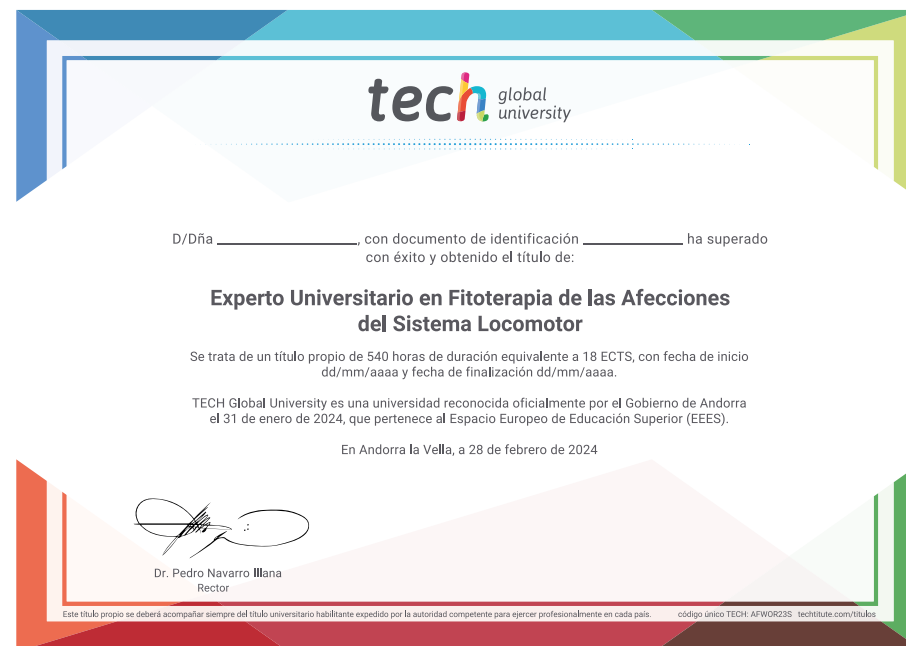 tech global university
D/Dña ____________________, con documento de identificación ______________ ha superado
con éxito y obtenido el título de:
Experto Universitario en Fitoterapia de las Afecciones
del Sistema Locomotor
Se trata de un título propio de 540 horas de duración equivalente a 18 ECTS, con fecha de inicio
dd/mm/aaaa y fecha de finalización dd/mm/aaaa.
TECH Global University es una universidad reconocida oficialmente por el Gobierno de Andorra
el 31 de enero de 2024, que pertenece al Espacio Europeo de Educación Superior (EEES).
En Andorra la Vella, a 28 de febrero de 2024
Dr. Pedro Navarro Illana
Rector
Este título propio se deberá acompañar siempre del título universitario habilitante expedido por la autoridad competente para ejercer profesionalmente en cada país. código único TECH: AFWOR23S techtitute.com/titulos